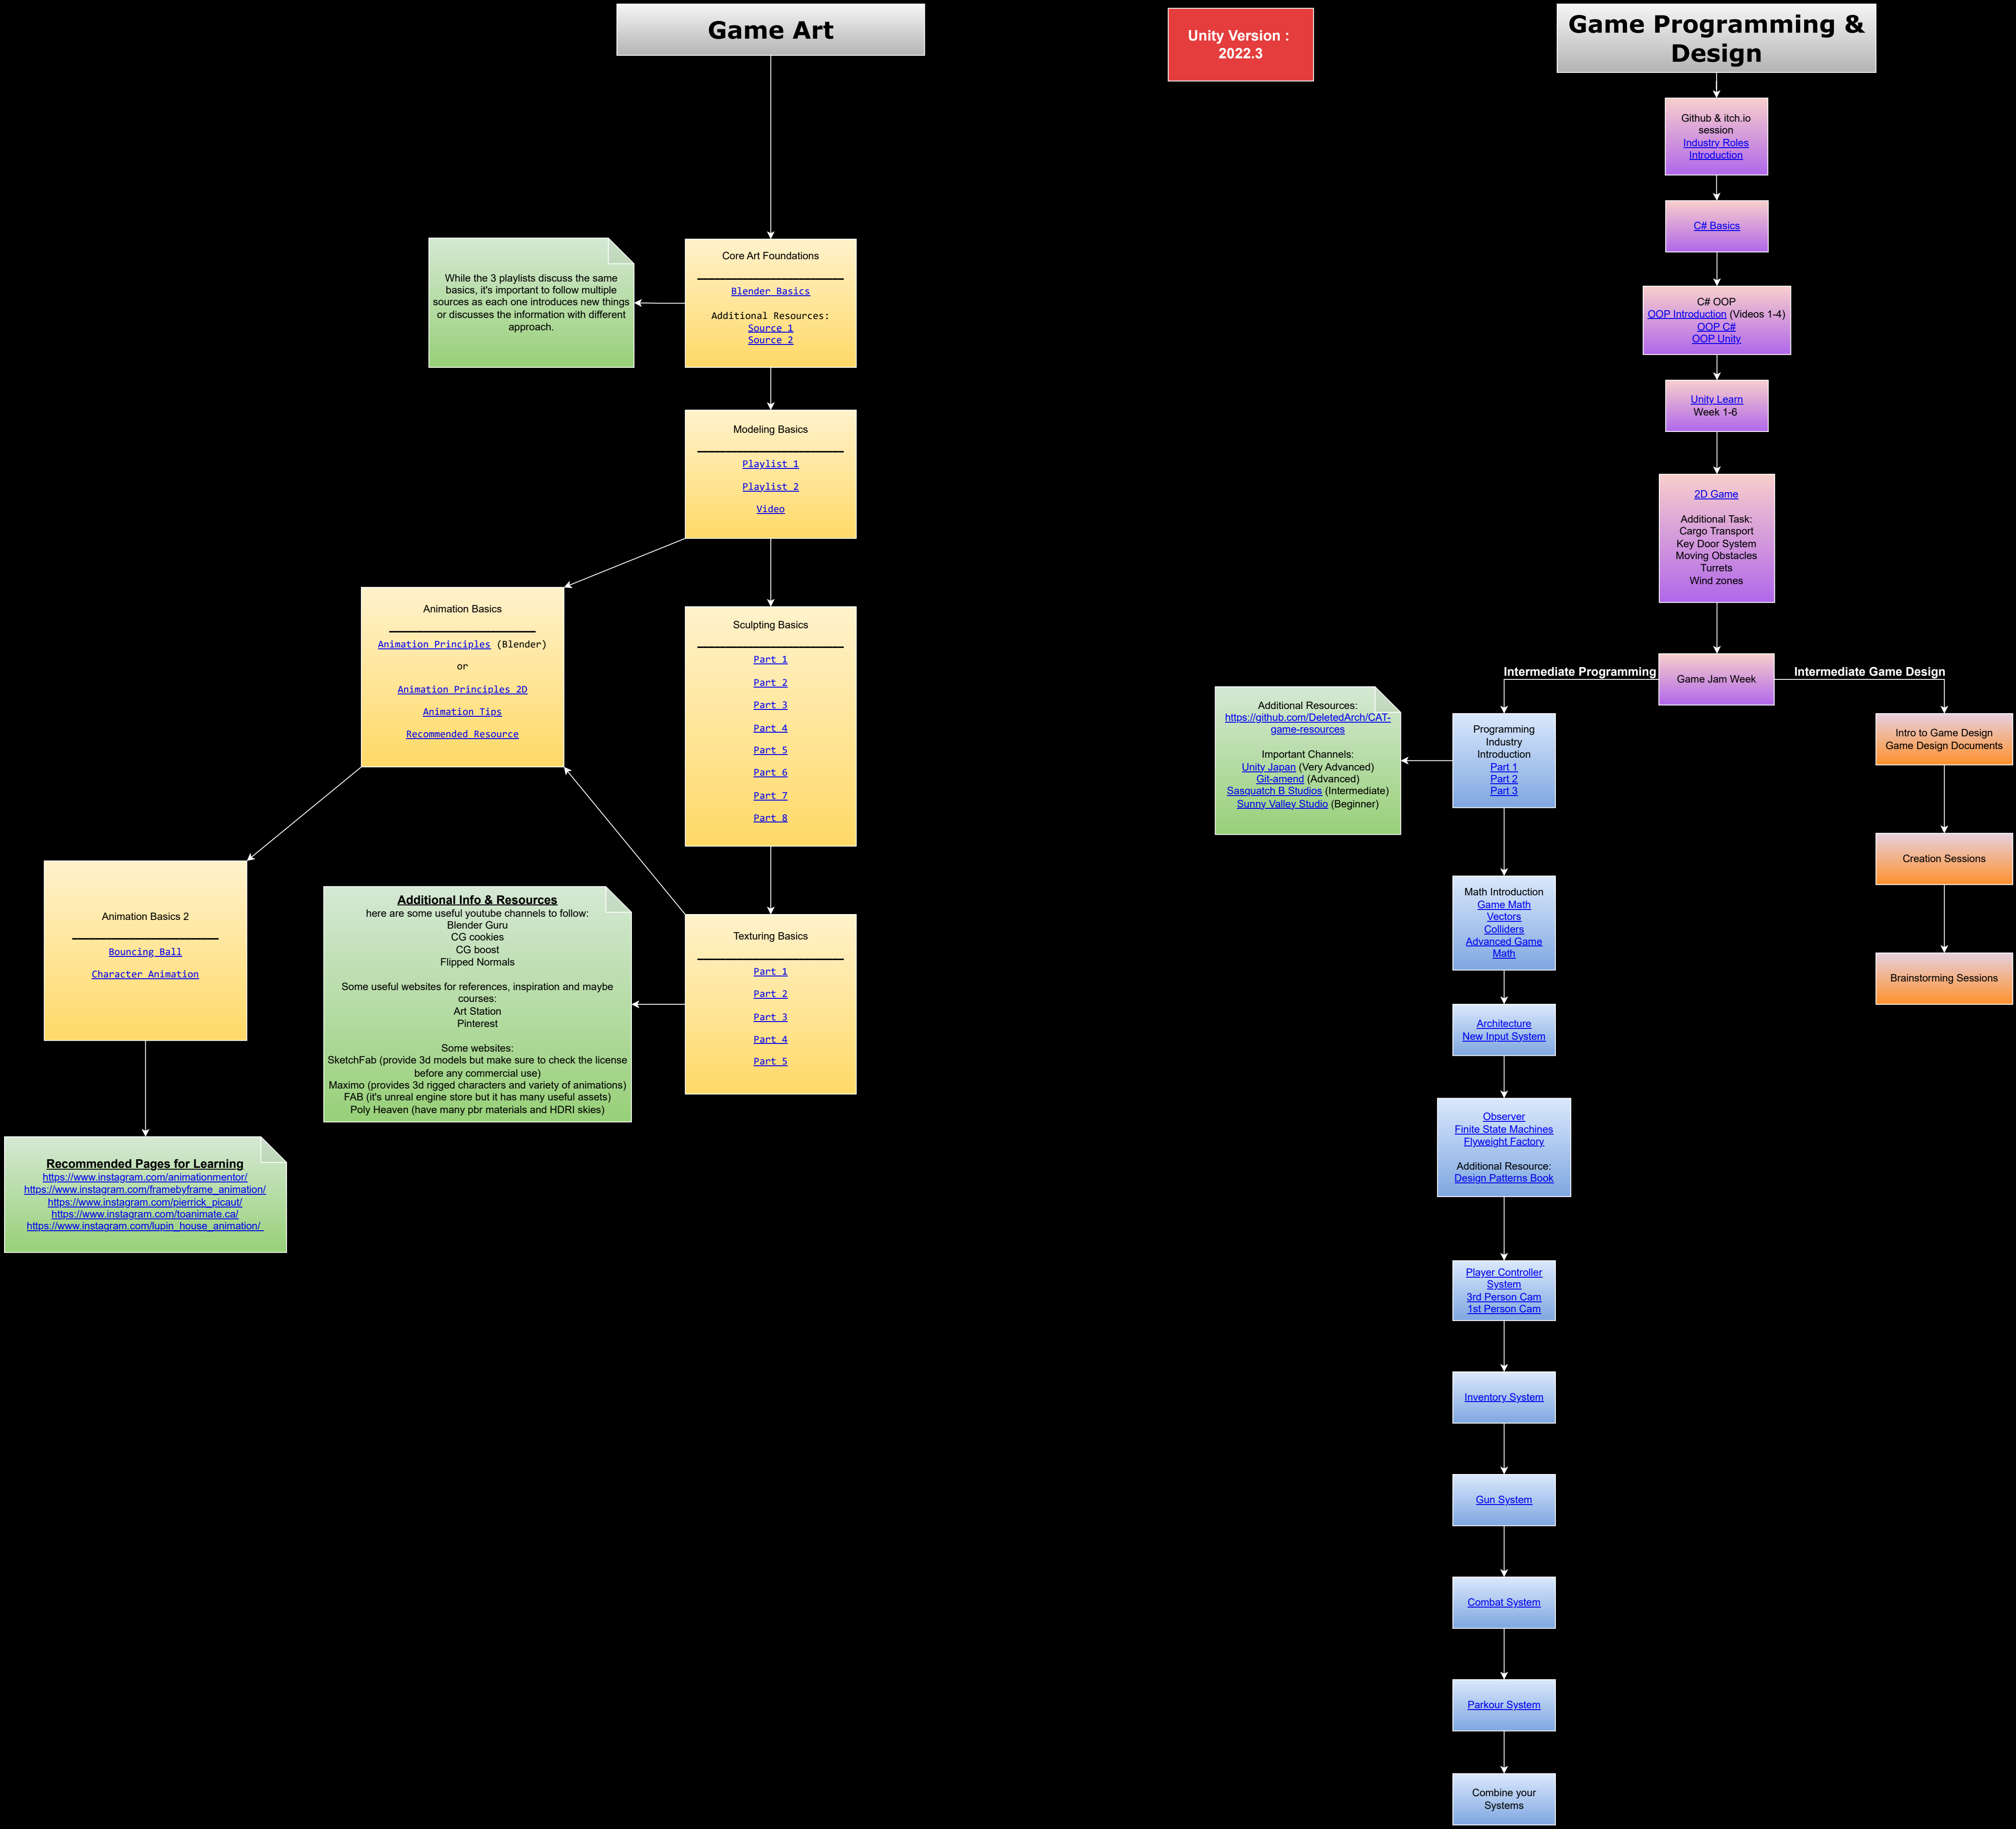 Game Art
Unity Version :
2022.3
Game Programming &
Design
While the 3 playlists discuss the same
basics, it's important to follow multiple
sources as each one introduces new things
or discusses the information with different
approach.
Core Art Foundations
Blender Basics
Additional Resources:
Source 1
Source 2
Modeling Basics
Playlist 1
Playlist 2
Video
Animation Basics
Animation Principles (Blender)
or
Animation Principles 2D
Animation Tips
Recommended Resource
Sculpting Basics
Part 1
Part 2
Part 3
Part 4
Part 5
Part 6
Part 7
Part 8
Animation Basics 2
Bouncing Ball
Character Animation
Additional Info & Resources
here are some useful youtube channels to follow:
Blender Guru
CG cookies
CG boost
Flipped Normals
Some useful websites for references, inspiration and maybe
courses:
Art Station
Pinterest
Some websites:
SketchFab (provide 3d models but make sure to check the license
before any commercial use)
Maximo (provides 3d rigged characters and variety of animations)
FAB (it's unreal engine store but it has many useful assets)
Poly Heaven (have many pbr materials and HDRI skies)
Texturing Basics
Part 1
Part 2
Part 3
Part 4
Part 5
Recommended Pages for Learning
https://www.instagram.com/animationmentor/
https://www.instagram.com/framebyframe_animation/
https://www.instagram.com/pierrick_picaut/
https://www.instagram.com/toanimate.ca/
https://www.instagram.com/lupin_house_animation/
Github & itch.io
session
Industry Roles
Introduction
C# Basics
C# OOP
OOP Introduction (Videos 1-4)
OOP C#
OOP Unity
Unity Learn
Week 1-6
2D Game
Additional Task:
Cargo Transport
Key Door System
Moving Obstacles
Turrets
Wind zones
Game Jam Week
Intermediate Programming
Intermediate Game Design
Additional Resources:
https://github.com/DeletedArch/CAT-
game-resources
Important Channels:
Unity Japan (Very Advanced)
Git-amend (Advanced)
Sasquatch B Studios (Intermediate)
Sunny Valley Studio (Beginner)
Programming
Industry
Introduction
Part 1
Part 2
Part 3
Intro to Game Design
Game Design Documents
Creation Sessions
Brainstorming Sessions
Math Introduction
Game Math
Vectors
Colliders
Advanced Game
Math
Architecture
New Input System
Observer
Finite State Machines
Flyweight Factory
Additional Resource:
Design Patterns Book
Player Controller
System
3rd Person Cam
1st Person Cam
Inventory System
Gun System
Combat System
Parkour System
Combine your
Systems